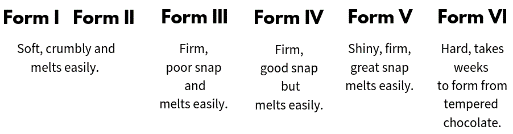 Form I Form II Form III Form IV Form V Form VI
Soft, crumbly and
melts easily.
Firm,
poor snap
and
melts easily.
Firm,
good snap
but
melts easily.
Shiny, firm,
great snap
melts easily.
Hard, takes
weeks
to form from
tempered
chocolate.